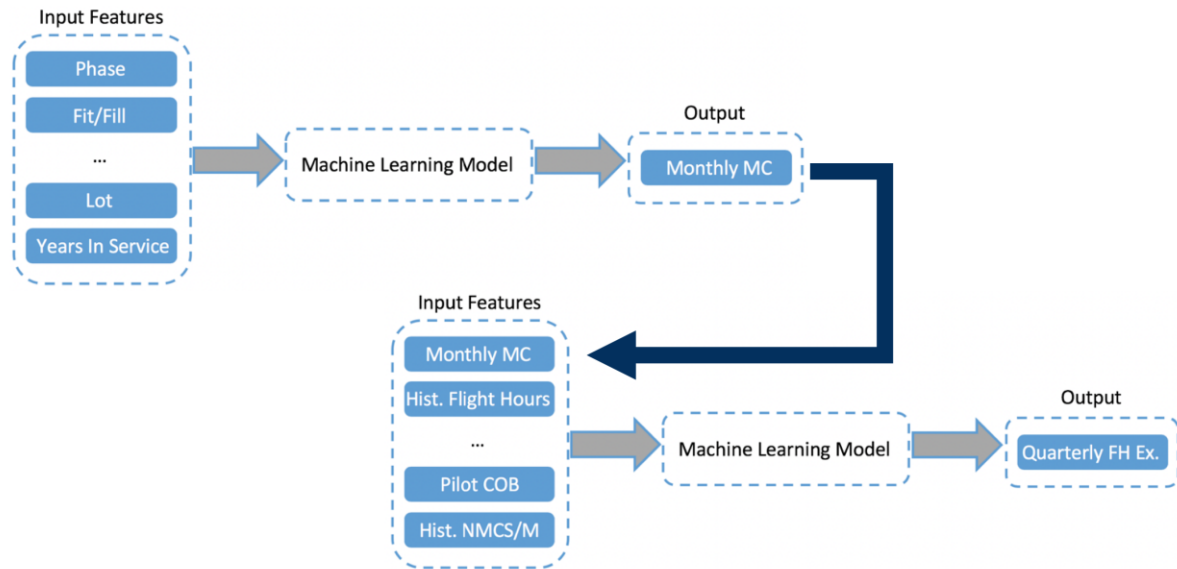 Input Features
Phase
Fit/Fill
...
Lot
Years In Service
Machine Learning Model
Output
Monthly MC
Input Features
Monthly MC
Hist. Flight Hours
...
Pilot COB
Hist. NMCS/M
Machine Learning Model
Output
Quarterly FH Ex.